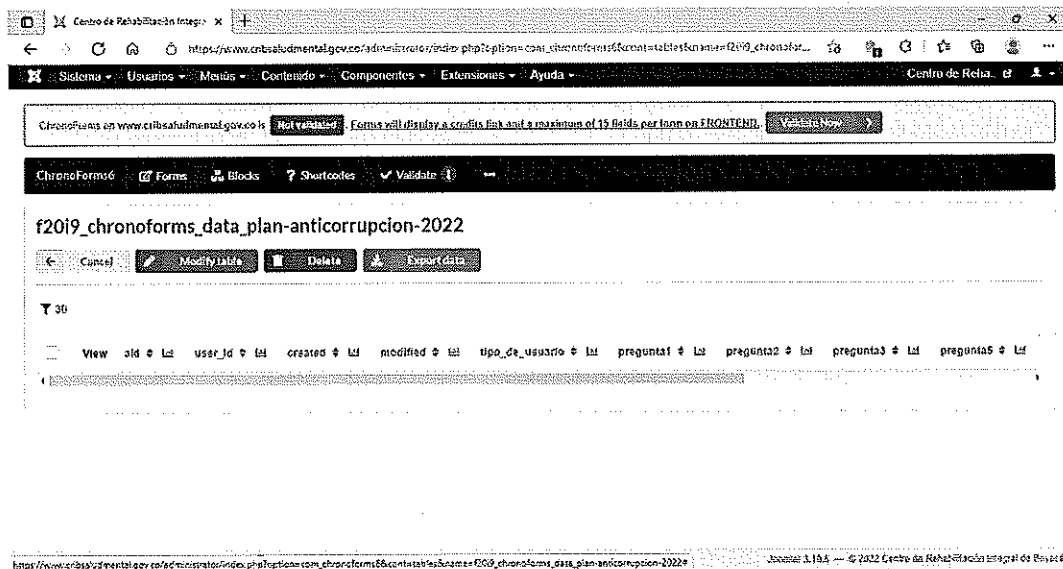 Centro de Rehabilitación Integr
https://www.cribsaludmental.gov.co/administrator/index.php?option=com_chronoforms6&cont=tables&name=f20i9_chronofor...
Sistema Usuarios Menús Contenido Componentes Extensiones Ayuda Centro de Reha...
ChronoForms on www.cribsaludmental.gov.co is Not validated . Forms will display a credits link and a maximum of 15 fields per form on FRONTEND. Validate Now
ChronoForms6 Forms Blocks Shortcodes Validate
f20i9_chronoforms_data_plan-anticorrupcion-2022
Cancel Modify table Delete Export data
30
View aid user_id created modified tipo_de_usuario pregunta1 pregunta2 pregunta3 pregunta5
https://www.cribsaludmental.gov.co/administrator/index.php?option=com_chronoforms6&cont=tables&name=f20i9_chronoforms_data_plan-anticorrupcion-2022# Joomla! — © 2022 Centro de Rehabilitación Integral de Boyacá